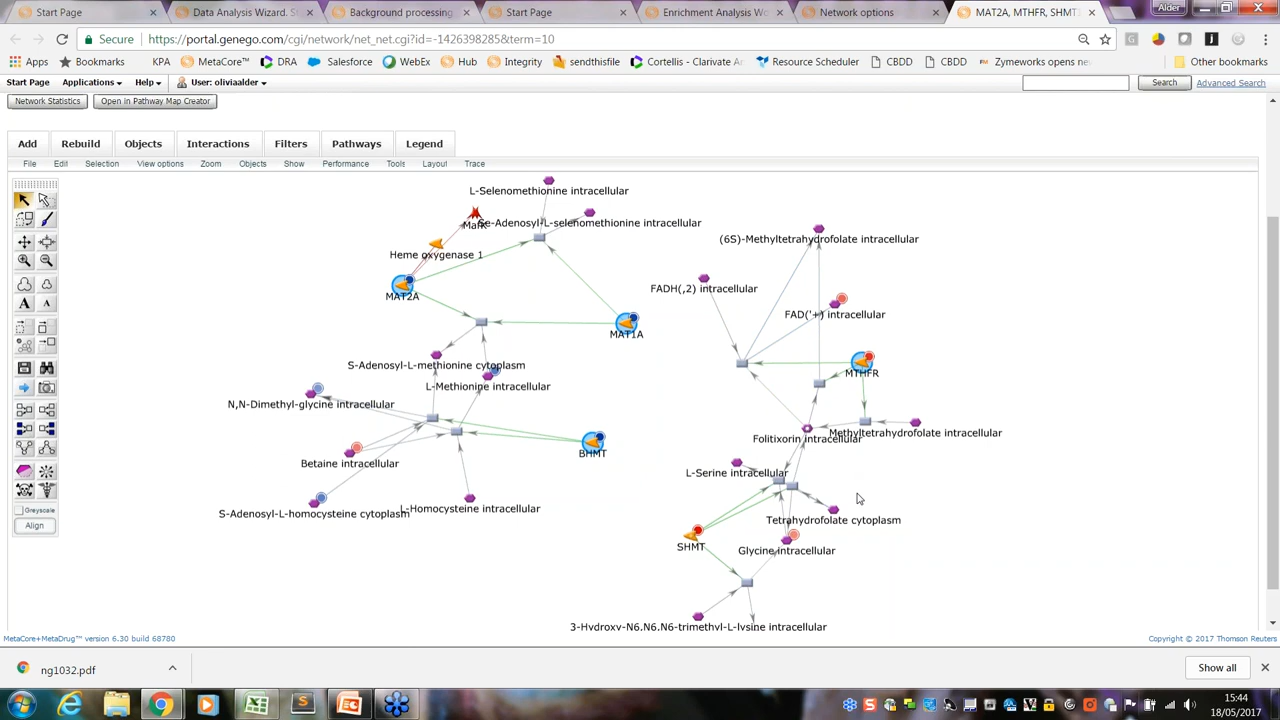 Start Page
Data Analysis Wizard. S
Background processing
Start Page
Enrichment Analysis Wo
Network options
MAT2A, MTHFR, SHMT
Alder
Secure
https://portal.genego.com/cgi/network/net_net.cgi?id=-1426398285&term=10
Apps
Bookmarks
KPA
MetaCore™
DRA
Salesforce
WebEx
Hub
Integrity
sendthisfile
Cortellis - Clarivate An
Resource Scheduler
CBDD
CBDD
Zymeworks opens new
Other bookmarks
Start Page
Applications
Help
User: oliviaalder
Search
Advanced Search
Network Statistics
Open in Pathway Map Creator
Add
Rebuild
Objects
Interactions
Filters
Pathways
Legend
File
Edit
Selection
View options
Zoom
Objects
Show
Performance
Tools
Layout
Trace
L-Selenomethionine intracellular
Se-Adenosyl-L-selenomethionine intracellular
MafK
(6S)-Methyltetrahydrofolate intracellular
Heme oxygenase 1
FADH(,2) intracellular
MAT2A
FAD('+) intracellular
MAT1A
S-Adenosyl-L-methionine cytoplasm
MTHFR
L-Methionine intracellular
N,N-Dimethyl-glycine intracellular
Folitixorin intracellular
Methyltetrahydrofolate intracellular
BHMT
Betaine intracellular
L-Serine intracellular
L-Homocysteine intracellular
S-Adenosyl-L-homocysteine cytoplasm
Tetrahydrofolate cytoplasm
SHMT
Glycine intracellular
Greyscale
Align
3-Hydroxy-N6,N6,N6-trimethyl-L-lysine intracellular
MetaCore+MetaDrug™ version 6.30 build 68780
Copyright © 2017 Thomson Reuters
ng1032.pdf
Show all
15:44
18/05/2017